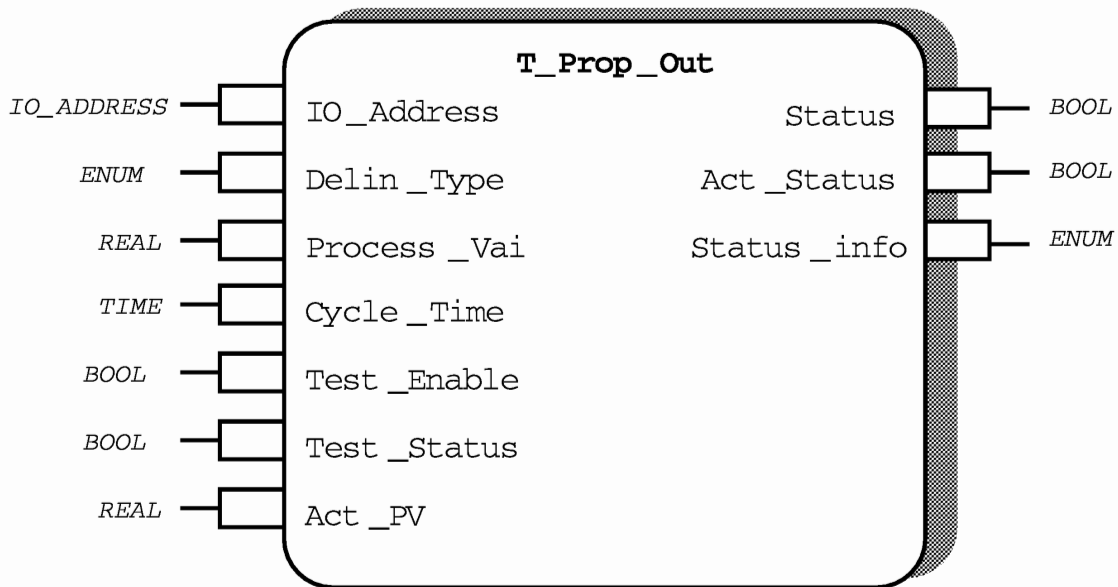 T_Prop_Out
IO_ADDRESS IO_Address Status BOOL
ENUM Delin_Type Act_Status BOOL
REAL Process_Vai Status_info ENUM
TIME Cycle_Time
BOOL Test_Enable
BOOL Test_Status
REAL Act_PV